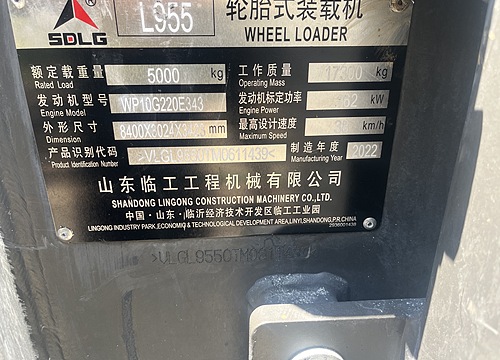 SDLG L955 轮胎式装载机
WHEEL LOADER
额定载重量 5000 kg 工作质量 kg
Rated Load Operating Mass
发动机型号 WP10G220E343 发动机标定功率 162 kW
Engine Model Engine Power
外形尺寸 mm 最高设计速度 km/h
Dimension Maximum Speed
产品识别代码 制造年度 2022
Product Identification Number Manufacturing Year
山东临工工程机械有限公司
SHANDONG LINGONG CONSTRUCTION MACHINERY CO.,LTD.
中国·山东·临沂经济技术开发区临工工业园
LINGONG INDUSTRY PARK,ECONOMIC & TECHNOLOGICAL DEVELOPMENT AREA,LINYI,SHANDONG,P.R.CHINA